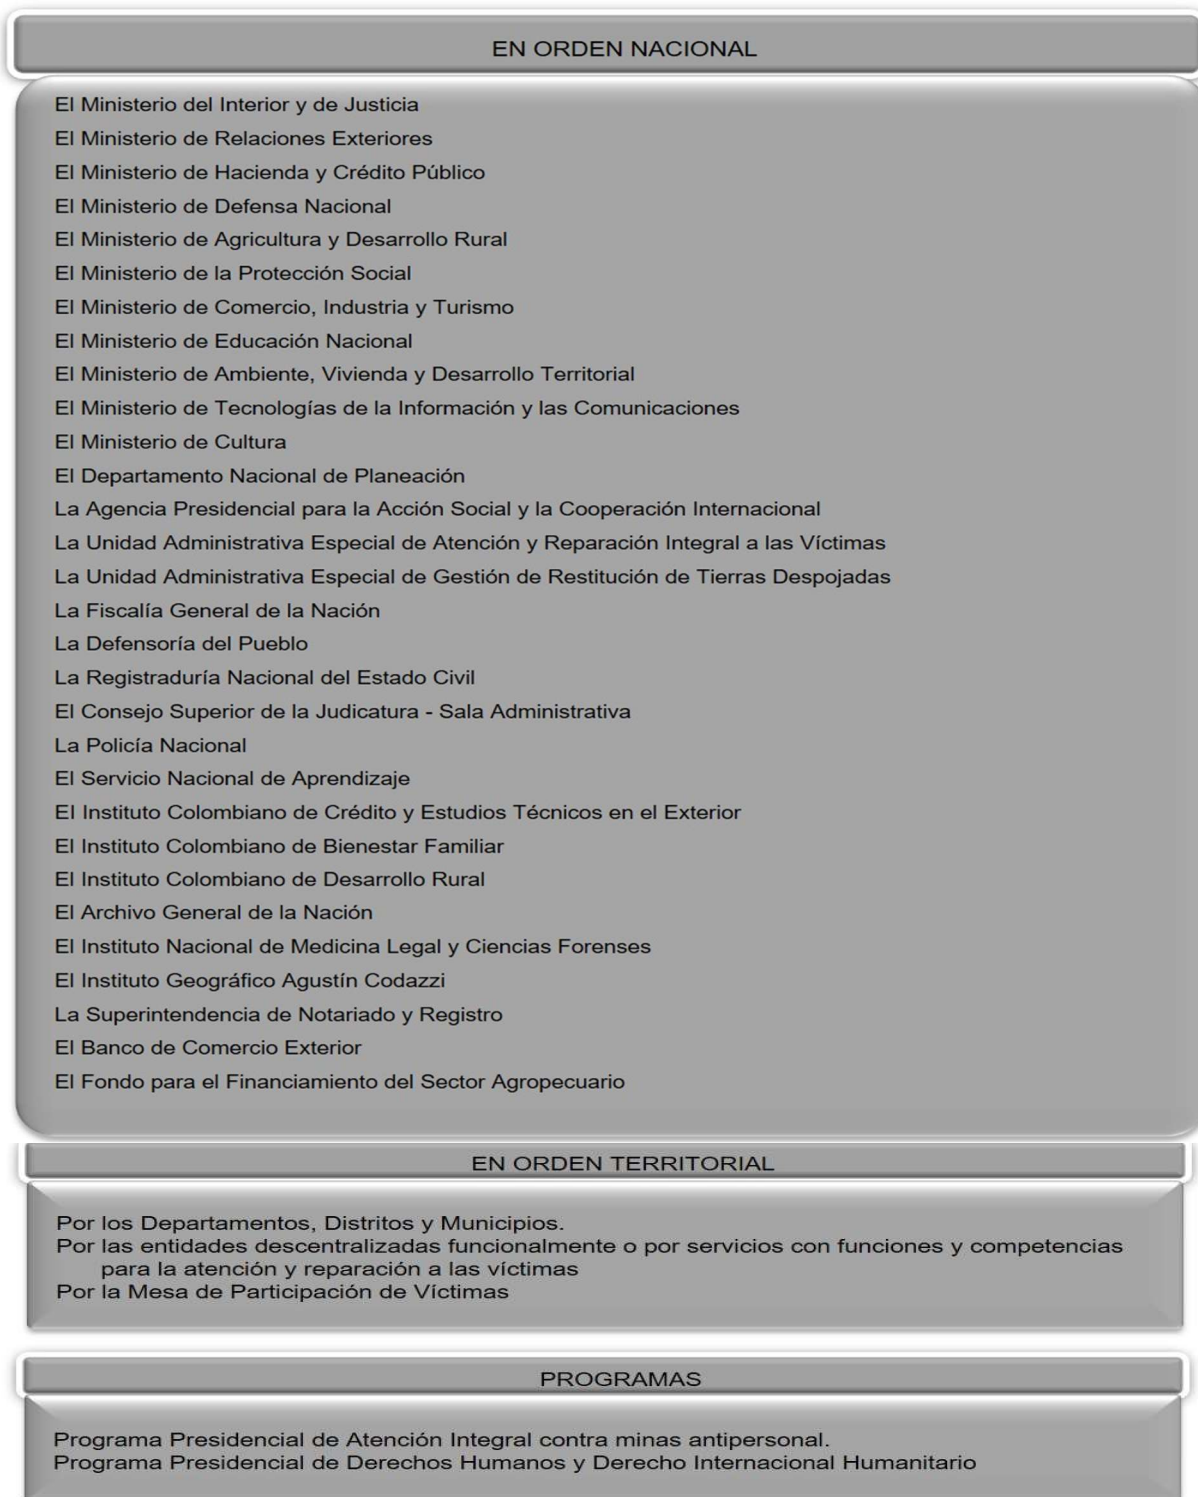 EN ORDEN NACIONAL
El Ministerio del Interior y de Justicia
El Ministerio de Relaciones Exteriores
El Ministerio de Hacienda y Crédito Público
El Ministerio de Defensa Nacional
El Ministerio de Agricultura y Desarrollo Rural
El Ministerio de la Protección Social
El Ministerio de Comercio, Industria y Turismo
El Ministerio de Educación Nacional
El Ministerio de Ambiente, Vivienda y Desarrollo Territorial
El Ministerio de Tecnologías de la Información y las Comunicaciones
El Ministerio de Cultura
El Departamento Nacional de Planeación
La Agencia Presidencial para la Acción Social y la Cooperación Internacional
La Unidad Administrativa Especial de Atención y Reparación Integral a las Víctimas
La Unidad Administrativa Especial de Gestión de Restitución de Tierras Despojadas
La Fiscalía General de la Nación
La Defensoría del Pueblo
La Registraduría Nacional del Estado Civil
El Consejo Superior de la Judicatura - Sala Administrativa
La Policía Nacional
El Servicio Nacional de Aprendizaje
El Instituto Colombiano de Crédito y Estudios Técnicos en el Exterior
El Instituto Colombiano de Bienestar Familiar
El Instituto Colombiano de Desarrollo Rural
El Archivo General de la Nación
El Instituto Nacional de Medicina Legal y Ciencias Forenses
El Instituto Geográfico Agustín Codazzi
La Superintendencia de Notariado y Registro
El Banco de Comercio Exterior
El Fondo para el Financiamiento del Sector Agropecuario
EN ORDEN TERRITORIAL
Por los Departamentos, Distritos y Municipios.
Por las entidades descentralizadas funcionalmente o por servicios con funciones y competencias
para la atención y reparación a las víctimas
Por la Mesa de Participación de Víctimas
PROGRAMAS
Programa Presidencial de Atención Integral contra minas antipersonal.
Programa Presidencial de Derechos Humanos y Derecho Internacional Humanitario